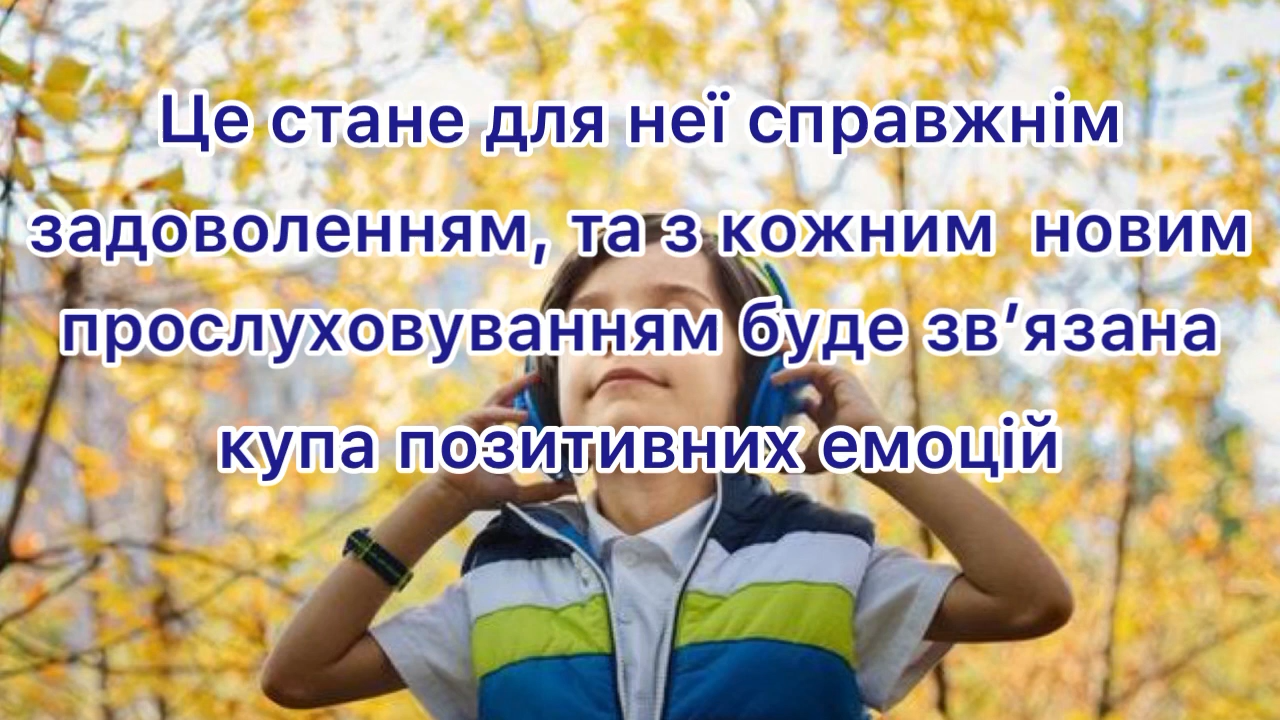 Це стане для неї справжнім
задоволенням, та з кожним  новим
прослуховуванням буде зв’язана
купа позитивних емоцій